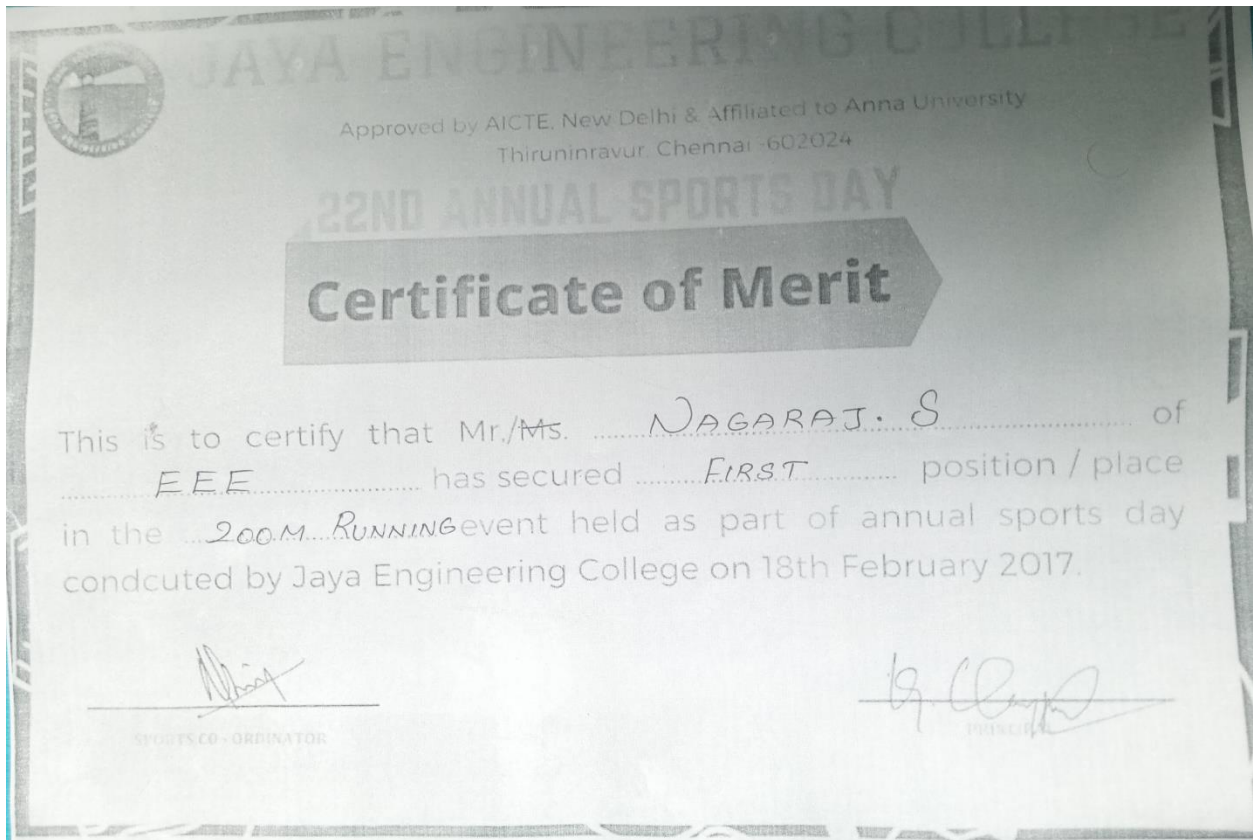 JAYA ENGINEERING COLLEGE
Approved by AICTE, New Delhi & Affiliated to Anna University
Thiruninravur, Chennai -602024
22ND ANNUAL SPORTS DAY
Certificate of Merit
This is to certify that Mr./Ms. NAGARAJ. S of
EEE has secured FIRST position / place
in the 200M RUNNING event held as part of annual sports day
condcuted by Jaya Engineering College on 18th February 2017.
SPORTS CO - ORDINATOR
PRINCIPAL